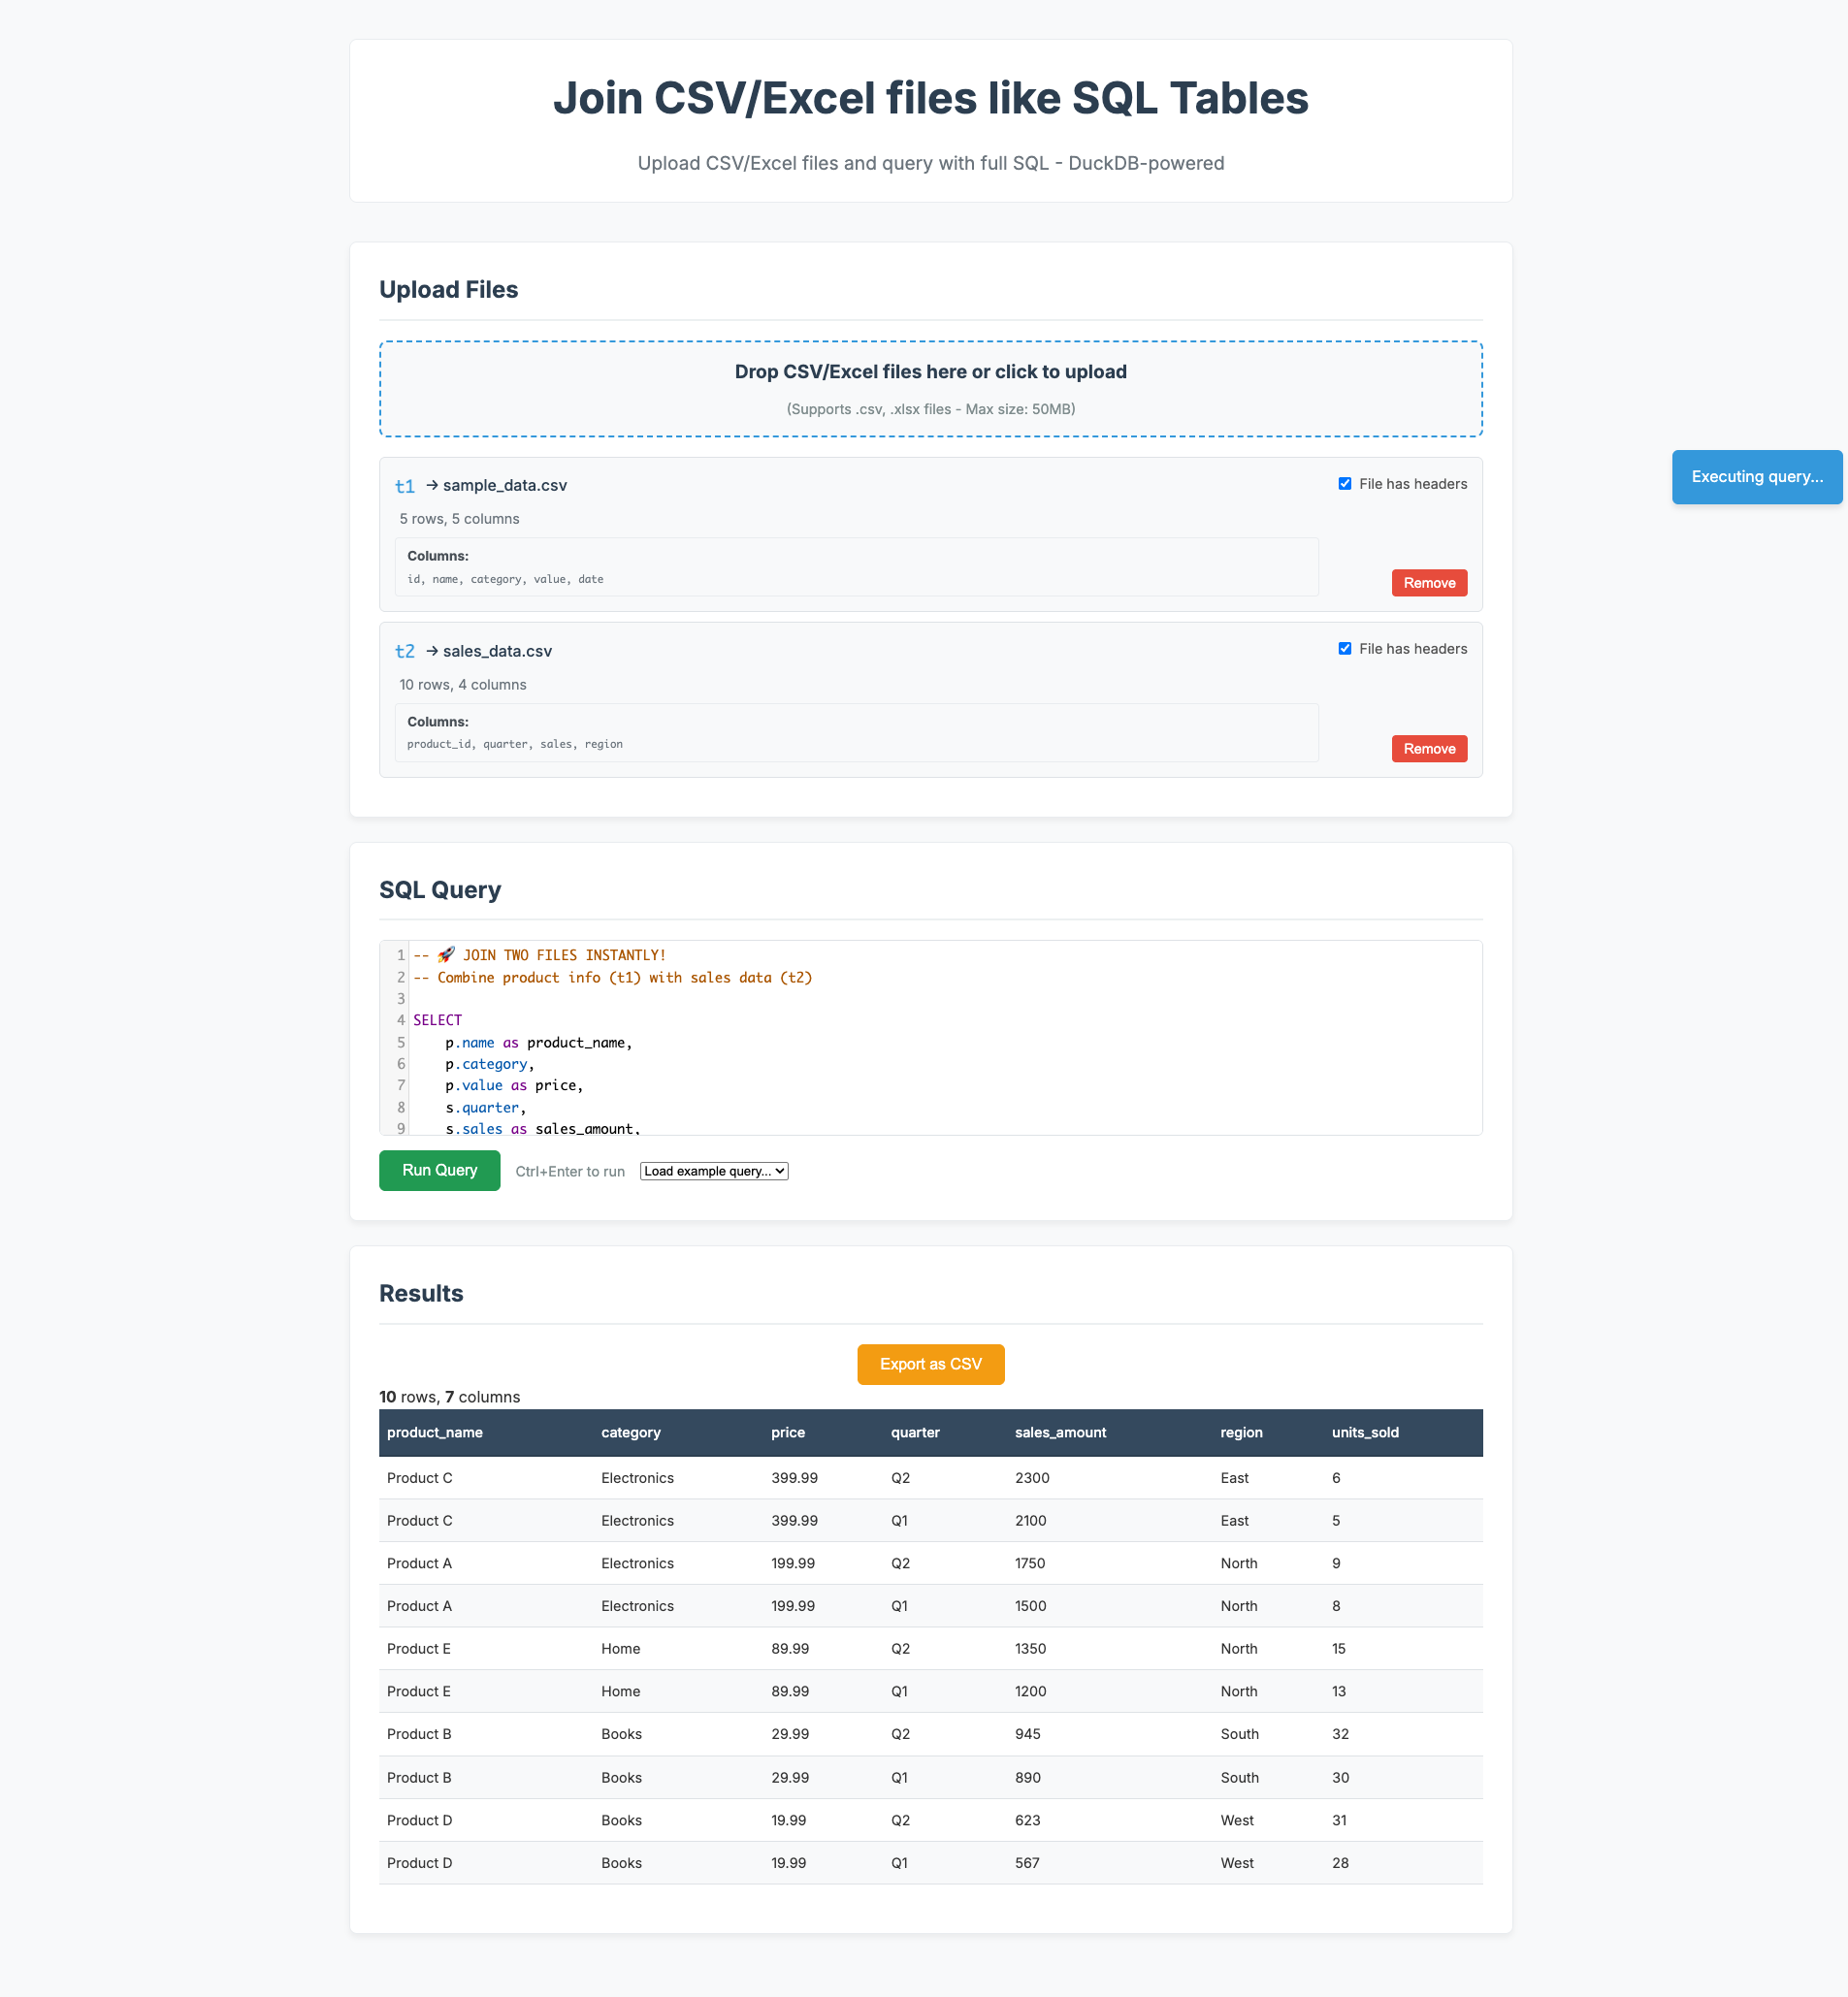 Join CSV/Excel files like SQL Tables
Upload CSV/Excel files and query with full SQL - DuckDB-powered
Upload Files
Drop CSV/Excel files here or click to upload
(Supports .csv, .xlsx files - Max size: 50MB)
t1 → sample_data.csv
File has headers
5 rows, 5 columns
Columns:
id, name, category, value, date
Remove
Executing query...
t2 → sales_data.csv
File has headers
10 rows, 4 columns
Columns:
product_id, quarter, sales, region
Remove
SQL Query
1 -- 🚀 JOIN TWO FILES INSTANTLY!
2 -- Combine product info (t1) with sales data (t2)
3
4 SELECT
5 p.name as product_name,
6 p.category,
7 p.value as price,
8 s.quarter,
9 s.sales as sales_amount,
Run Query Ctrl+Enter to run Load example query...
Results
Export as CSV
10 rows, 7 columns
product_name category price quarter sales_amount region units_sold
Product C Electronics 399.99 Q2 2300 East 6
Product C Electronics 399.99 Q1 2100 East 5
Product A Electronics 199.99 Q2 1750 North 9
Product A Electronics 199.99 Q1 1500 North 8
Product E Home 89.99 Q2 1350 North 15
Product E Home 89.99 Q1 1200 North 13
Product B Books 29.99 Q2 945 South 32
Product B Books 29.99 Q1 890 South 30
Product D Books 19.99 Q2 623 West 31
Product D Books 19.99 Q1 567 West 28